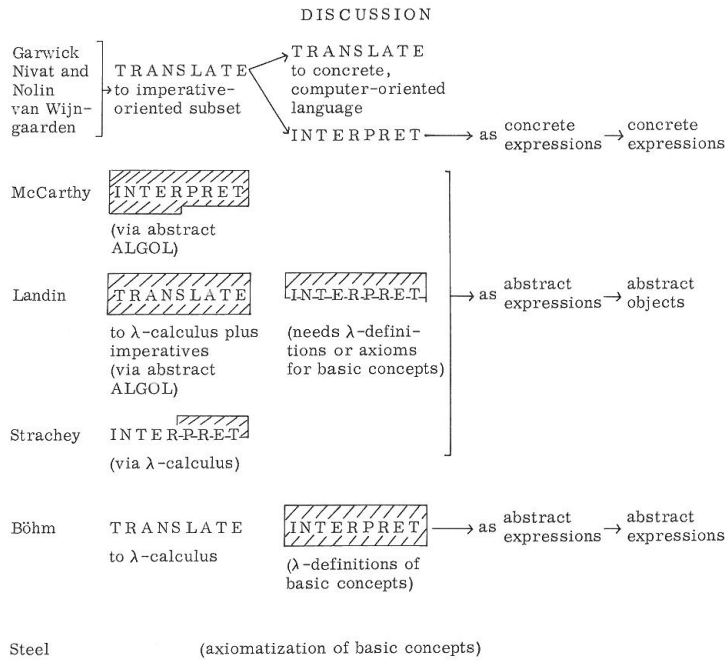 DISCUSSION
Garwick
Nivat and
Nolin
van Wijn-
gaarden
TRANSLATE
to imperative-
oriented subset
TRANSLATE
to concrete,
computer-oriented
language
INTERPRET
as
concrete
expressions
concrete
expressions
McCarthy
INTERPRET
(via abstract
ALGOL)
Landin
TRANSLATE
to λ-calculus plus
imperatives
(via abstract
ALGOL)
INTERPRET
(needs λ-defini-
tions or axioms
for basic concepts)
as
abstract
expressions
abstract
objects
Strachey
INTERPRET
(via λ-calculus)
Böhm
TRANSLATE
to λ-calculus
INTERPRET
(λ-definitions of
basic concepts)
as
abstract
expressions
abstract
expressions
Steel
(axiomatization of basic concepts)